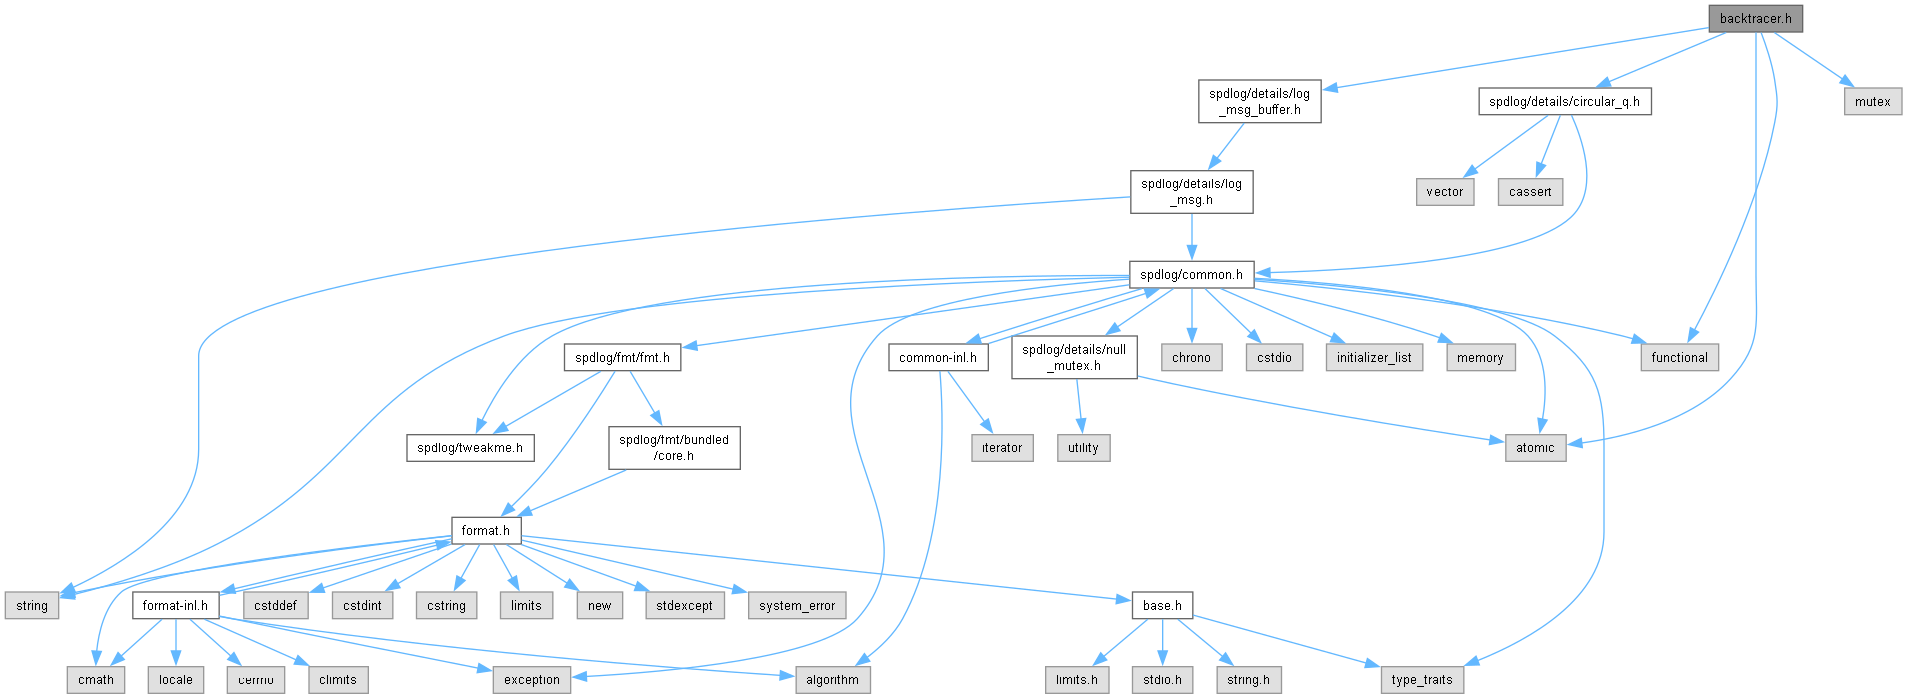 backtracer.h
spdlog/details/log
_msg_buffer.h
spdlog/details/circular_q.h
mutex
spdlog/details/log
_msg.h
vector
cassert
spdlog/common.h
spdlog/fmt/fmt.h
common-inl.h
spdlog/details/null
_mutex.h
chrono
cstdio
initializer_list
memory
functional
spdlog/tweakme.h
spdlog/fmt/bundled
/core.h
iterator
utility
atomic
format.h
string
format-inl.h
cstddef
cstdint
cstring
limits
new
stdexcept
system_error
base.h
cmath
locale
climits
exception
algorithm
limits.h
stdio.h
string.h
type_traits